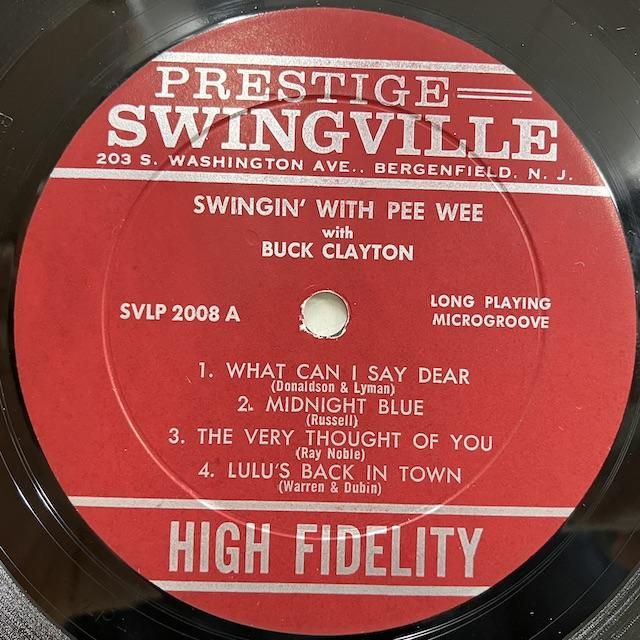 PRESTIGE
SWINGVILLE
203 S. WASHINGTON AVE., BERGENFIELD, N. J.
SWINGIN' WITH PEE WEE
with
BUCK CLAYTON
SVLP 2008 A
LONG PLAYING
MICROGROOVE
1. WHAT CAN I SAY DEAR
(Donaldson & Lyman)
2. MIDNIGHT BLUE
(Russell)
3. THE VERY THOUGHT OF YOU
(Ray Noble)
4. LULU'S BACK IN TOWN
(Warren & Dubin)
HIGH FIDELITY